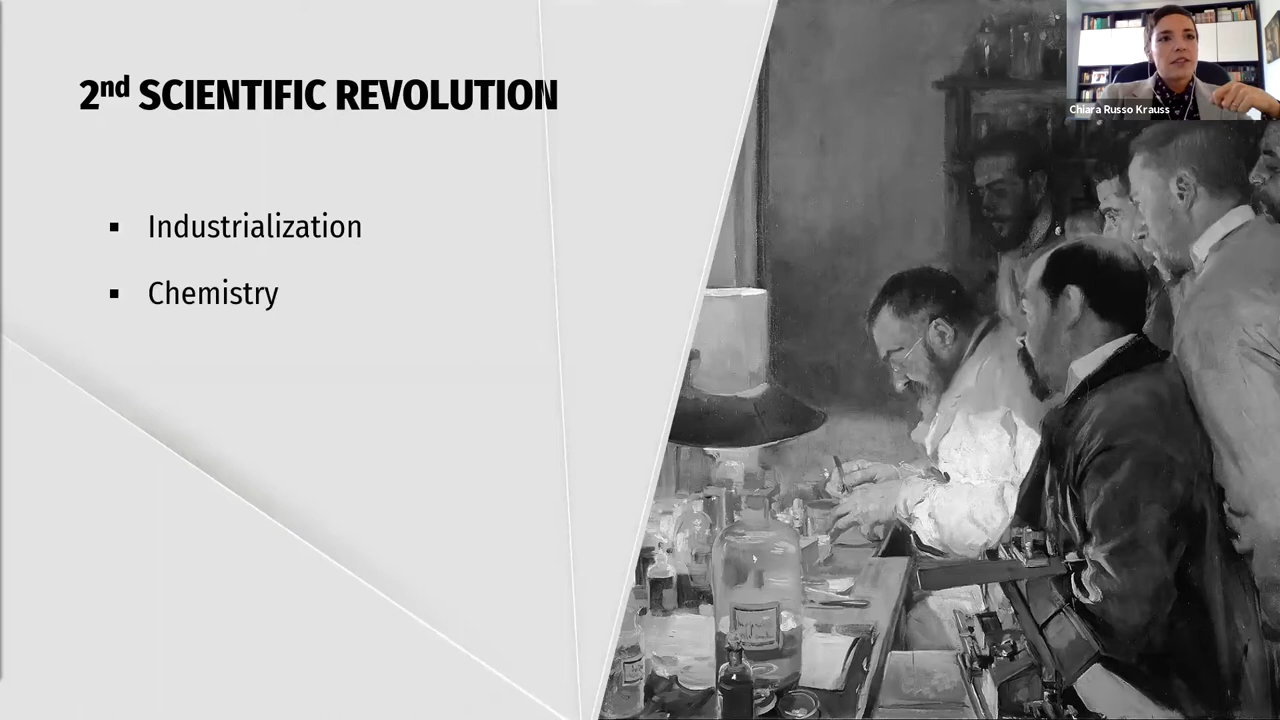 2nd SCIENTIFIC REVOLUTION
▪ Industrialization
▪ Chemistry
Chiara Russo Krauss